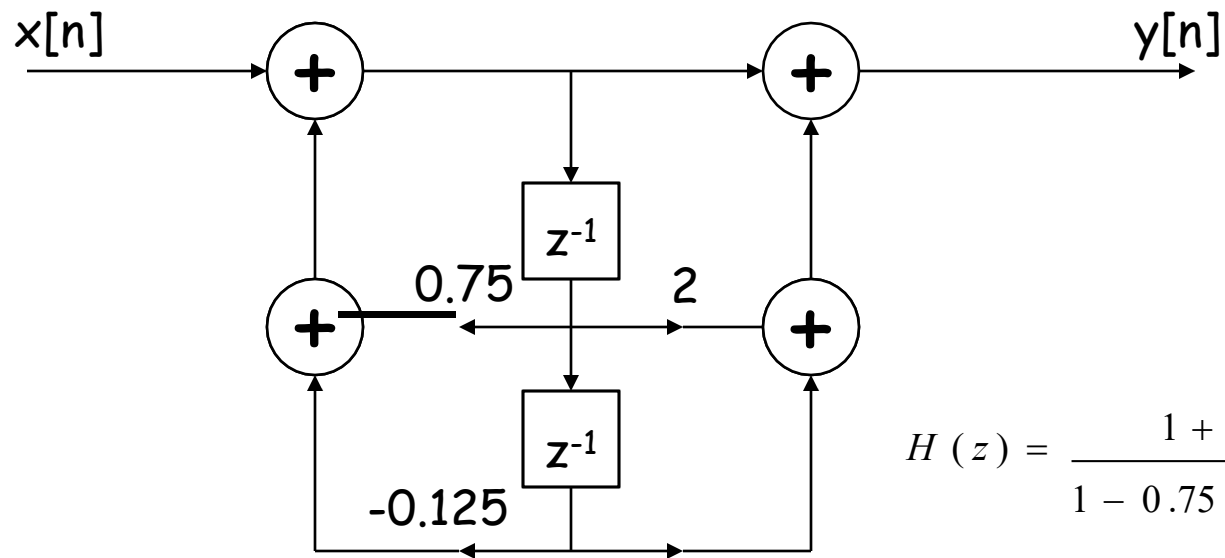 x[n] y[n]
+ +
z-1
0.75 2
+ +
z-1
H(z) = 1 +
1 - 0.75
-0.125